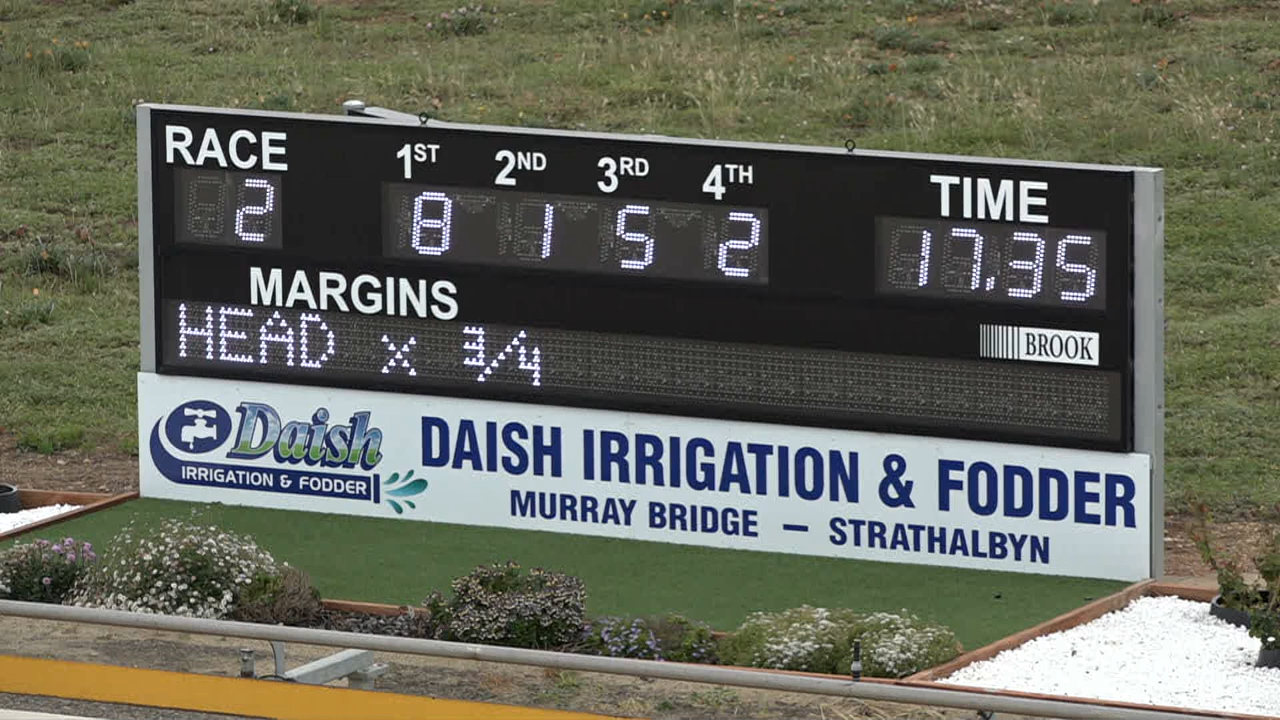 RACE 1ST 2ND 3RD 4TH TIME
2 8 1 5 2 17.35
MARGINS
HEAD x 3/4
BROOK
Daish
IRRIGATION & FODDER
DAISH IRRIGATION & FODDER
MURRAY BRIDGE – STRATHALBYN